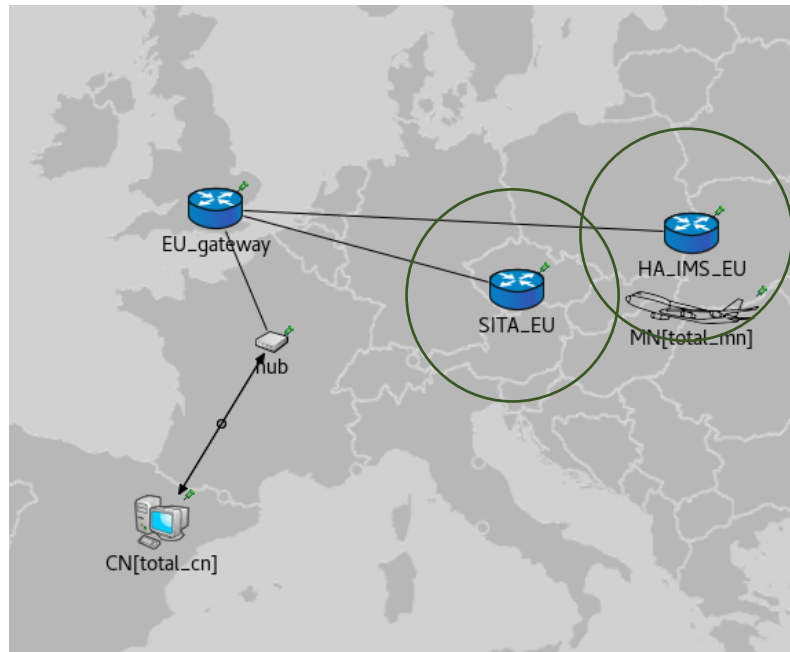 EU_gateway
HA_IMS_EU
SITA_EU
MN[total_mn]
hub
CN[total_cn]